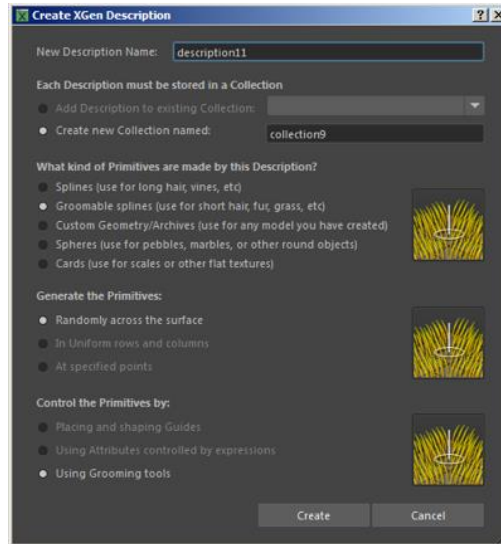 Create XGen Description
New Description Name: description11
Each Description must be stored in a Collection
Add Description to existing Collection:
Create new Collection named: collection9
What kind of Primitives are made by this Description?
Splines (use for long hair, vines, etc)
Groomable splines (use for short hair, fur, grass, etc)
Custom Geometry/Archives (use for any model you have created)
Spheres (use for pebbles, marbles, or other round objects)
Cards (use for scales or other flat textures)
Generate the Primitives:
Randomly across the surface
In Uniform rows and columns
At specified points
Control the Primitives by:
Placing and shaping Guides
Using Attributes controlled by expressions
Using Grooming tools
Create Cancel